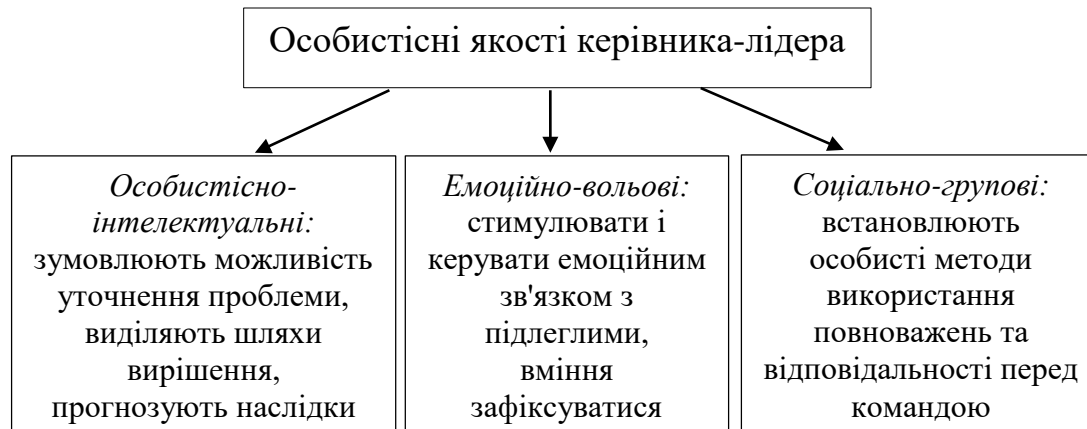 Особистісні якості керівника-лідера
Особистісно-
інтелектуальні:
зумовлюють можливість
уточнення проблеми,
виділяють шляхи
вирішення,
прогнозують наслідки
Емоційно-вольові:
стимулювати і
керувати емоційним
зв'язком з
підлеглими,
вміння
зафіксуватися
Соціально-групові:
встановлюють
особисті методи
використання
повноважень та
відповідальності перед
командою